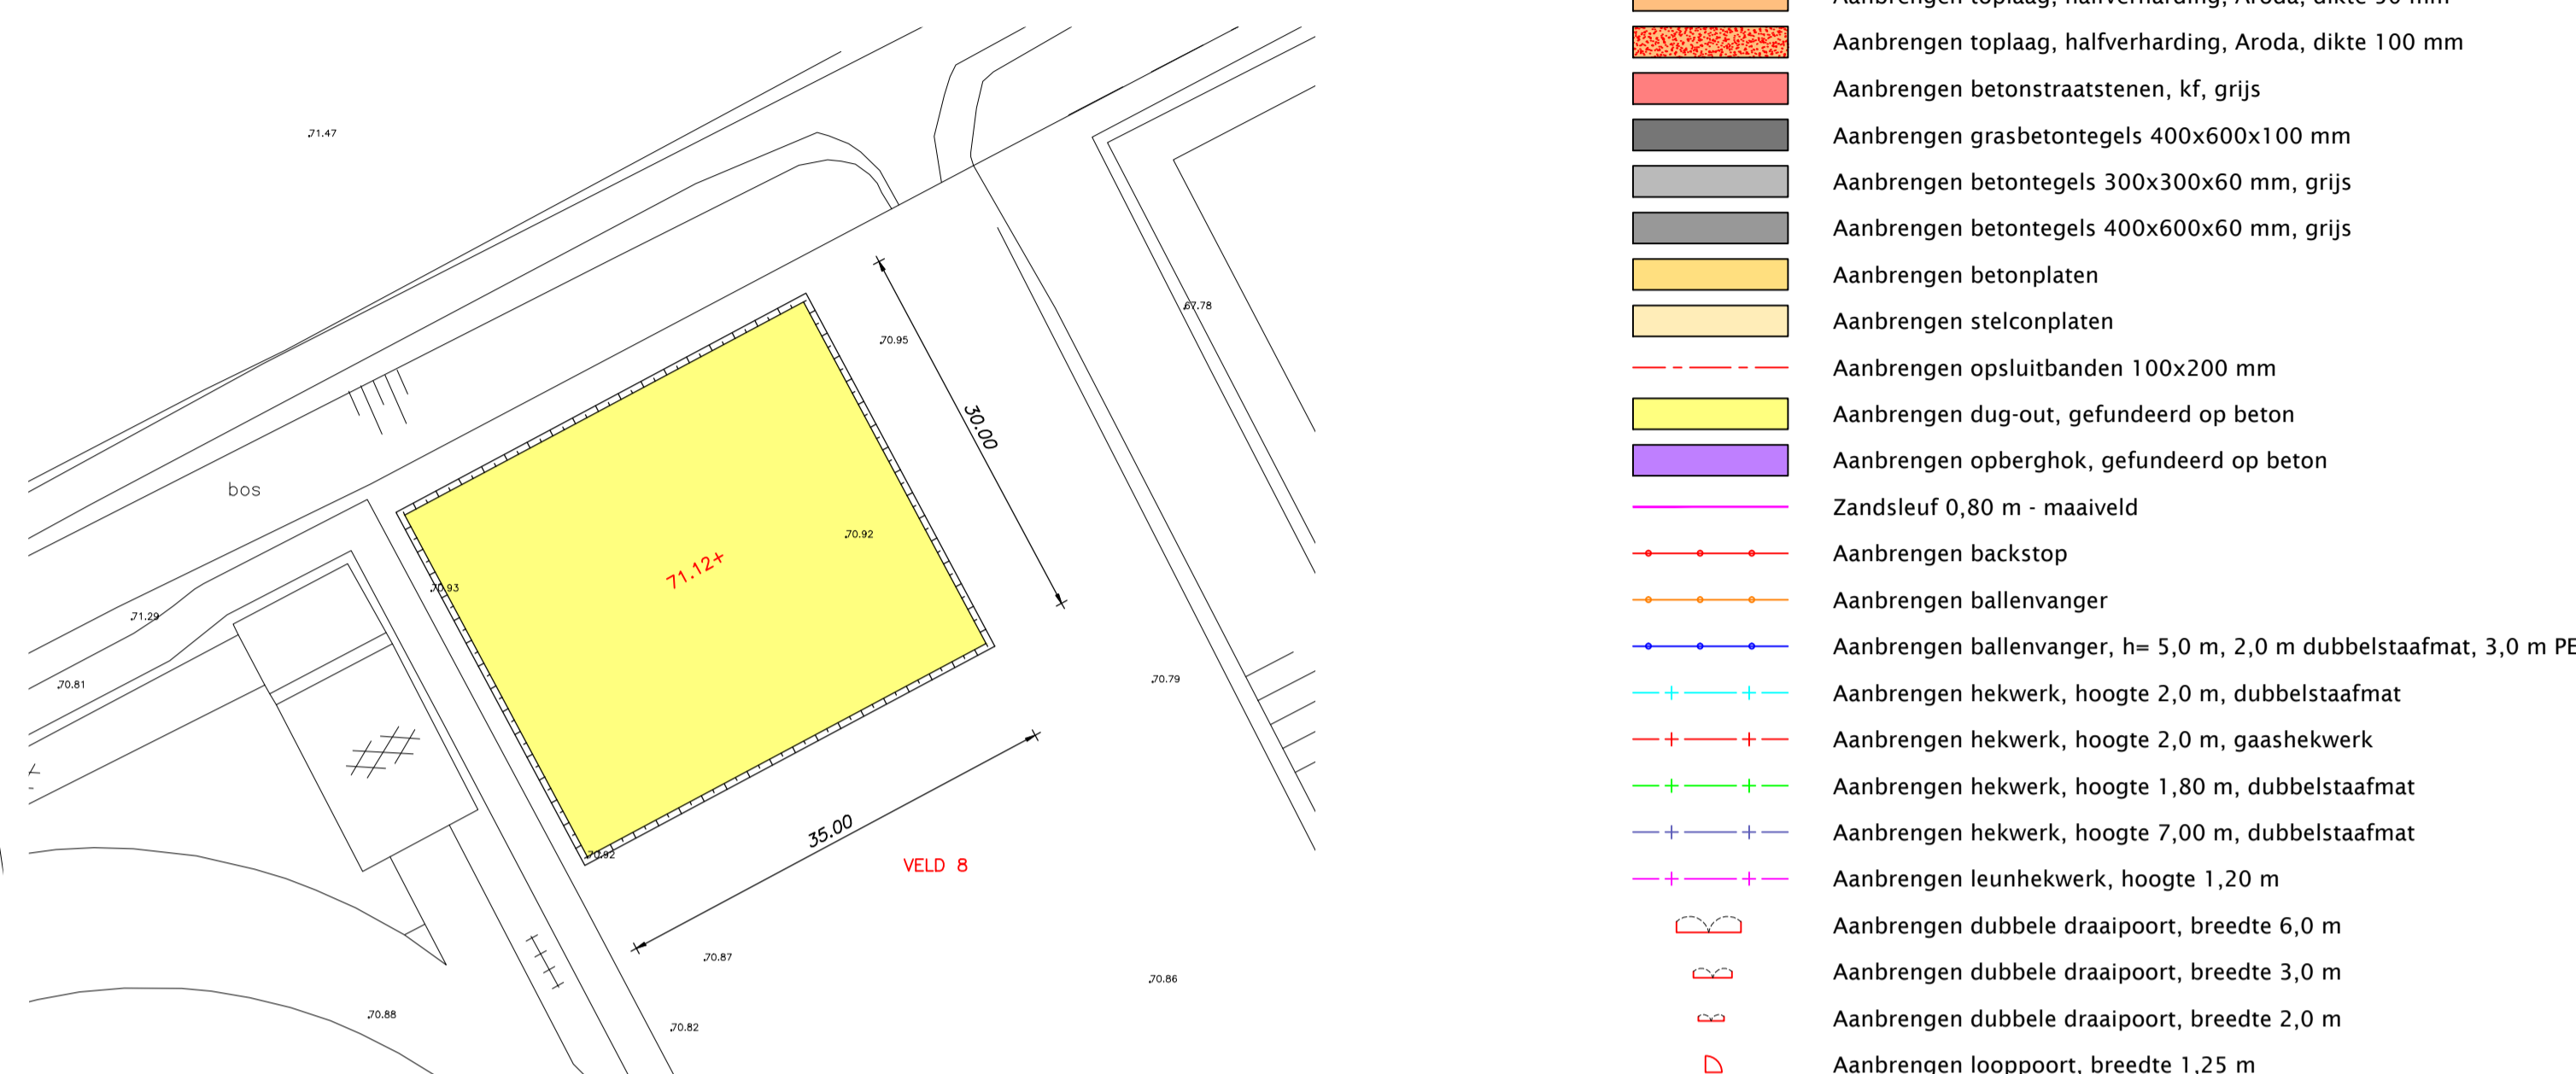 71.47
70.95
67.78
30.00
bos
70.92
71.12+
70.93
71.29
70.79
70.81
35.00
70.92
VELD 8
70.87
70.86
70.88
70.82
Aanbrengen toplaag, halfverharding, Aroda, dikte 100 mm
Aanbrengen betonstraatstenen, kf, grijs
Aanbrengen grasbetontegels 400x600x100 mm
Aanbrengen betontegels 300x300x60 mm, grijs
Aanbrengen betontegels 400x600x60 mm, grijs
Aanbrengen betonplaten
Aanbrengen stelconplaten
Aanbrengen opsluitbanden 100x200 mm
Aanbrengen dug-out, gefundeerd op beton
Aanbrengen opberghok, gefundeerd op beton
Zandsleuf 0,80 m - maaiveld
Aanbrengen backstop
Aanbrengen ballenvanger
Aanbrengen ballenvanger, h= 5,0 m, 2,0 m dubbelstaafmat, 3,0 m PE
Aanbrengen hekwerk, hoogte 2,0 m, dubbelstaafmat
Aanbrengen hekwerk, hoogte 2,0 m, gaashekwerk
Aanbrengen hekwerk, hoogte 1,80 m, dubbelstaafmat
Aanbrengen hekwerk, hoogte 7,00 m, dubbelstaafmat
Aanbrengen leunhekwerk, hoogte 1,20 m
Aanbrengen dubbele draaipoort, breedte 6,0 m
Aanbrengen dubbele draaipoort, breedte 3,0 m
Aanbrengen dubbele draaipoort, breedte 2,0 m
Aanbrengen looppoort, breedte 1,25 m